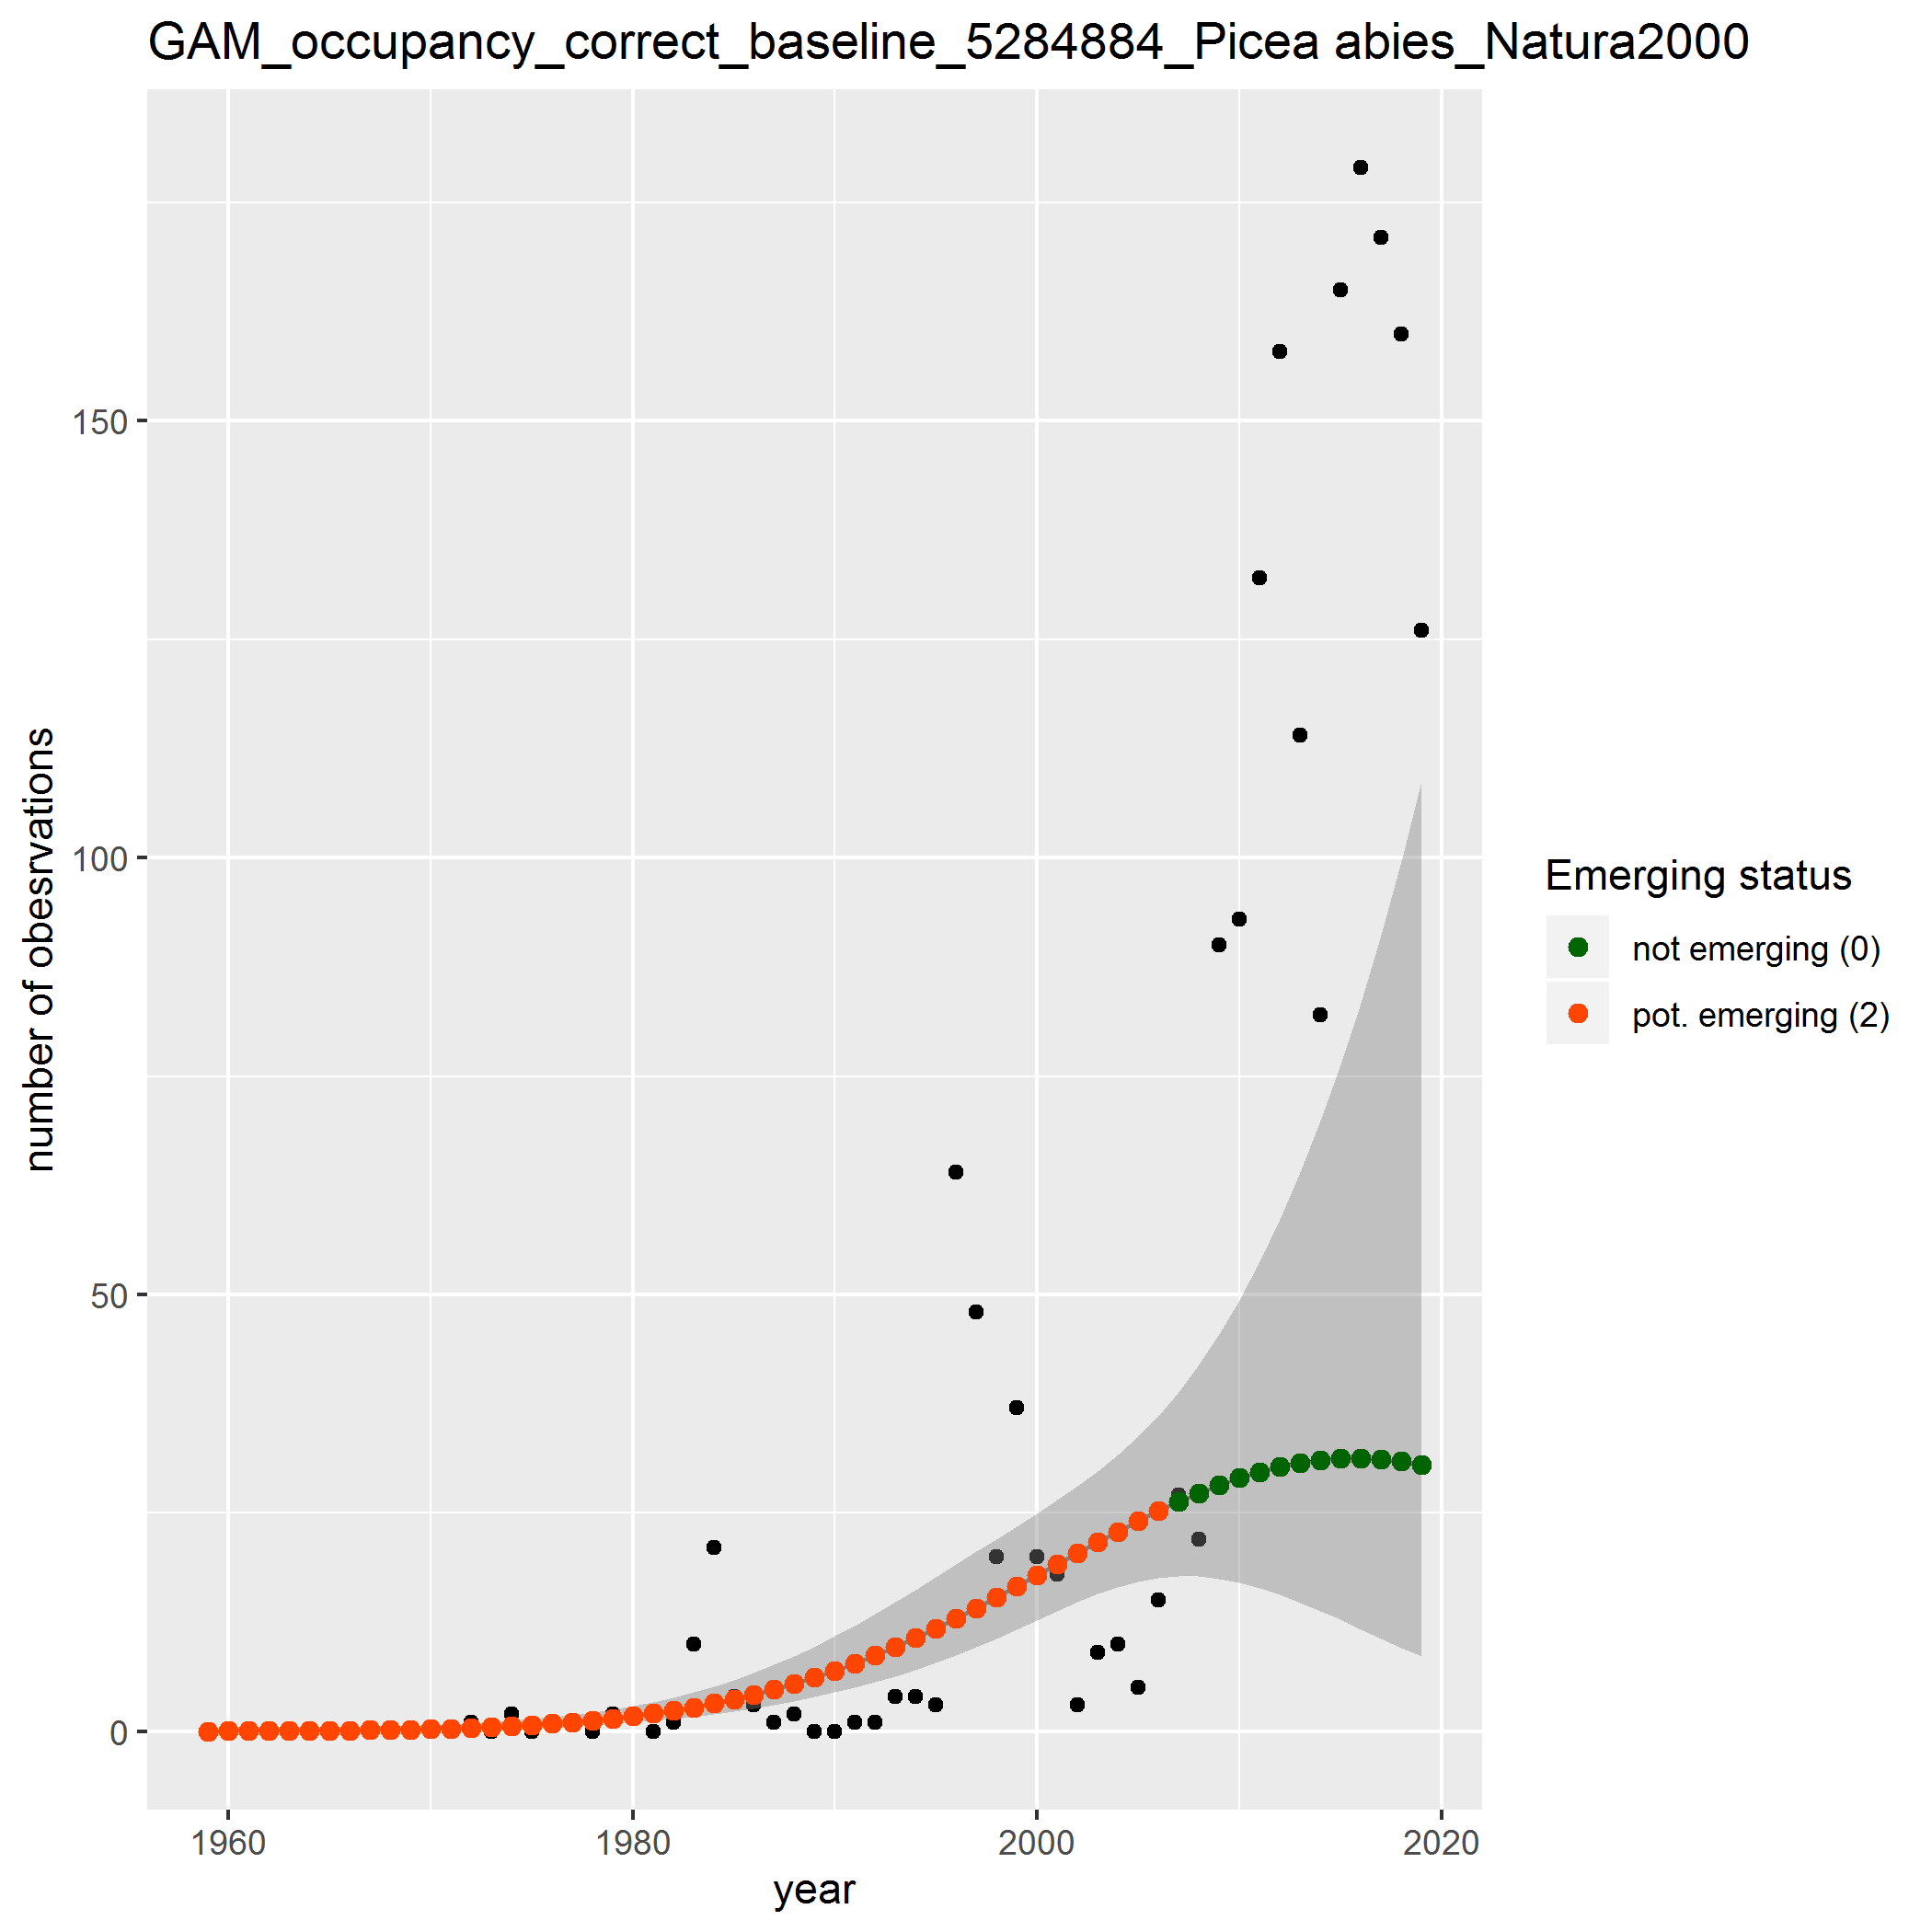 GAM_occupancy_correct_baseline_5284884_Picea abies_Natura2000
number of obesrvations
150
100
50
0
1960
1980
2000
2020
year
Emerging status
not emerging (0)
pot. emerging (2)